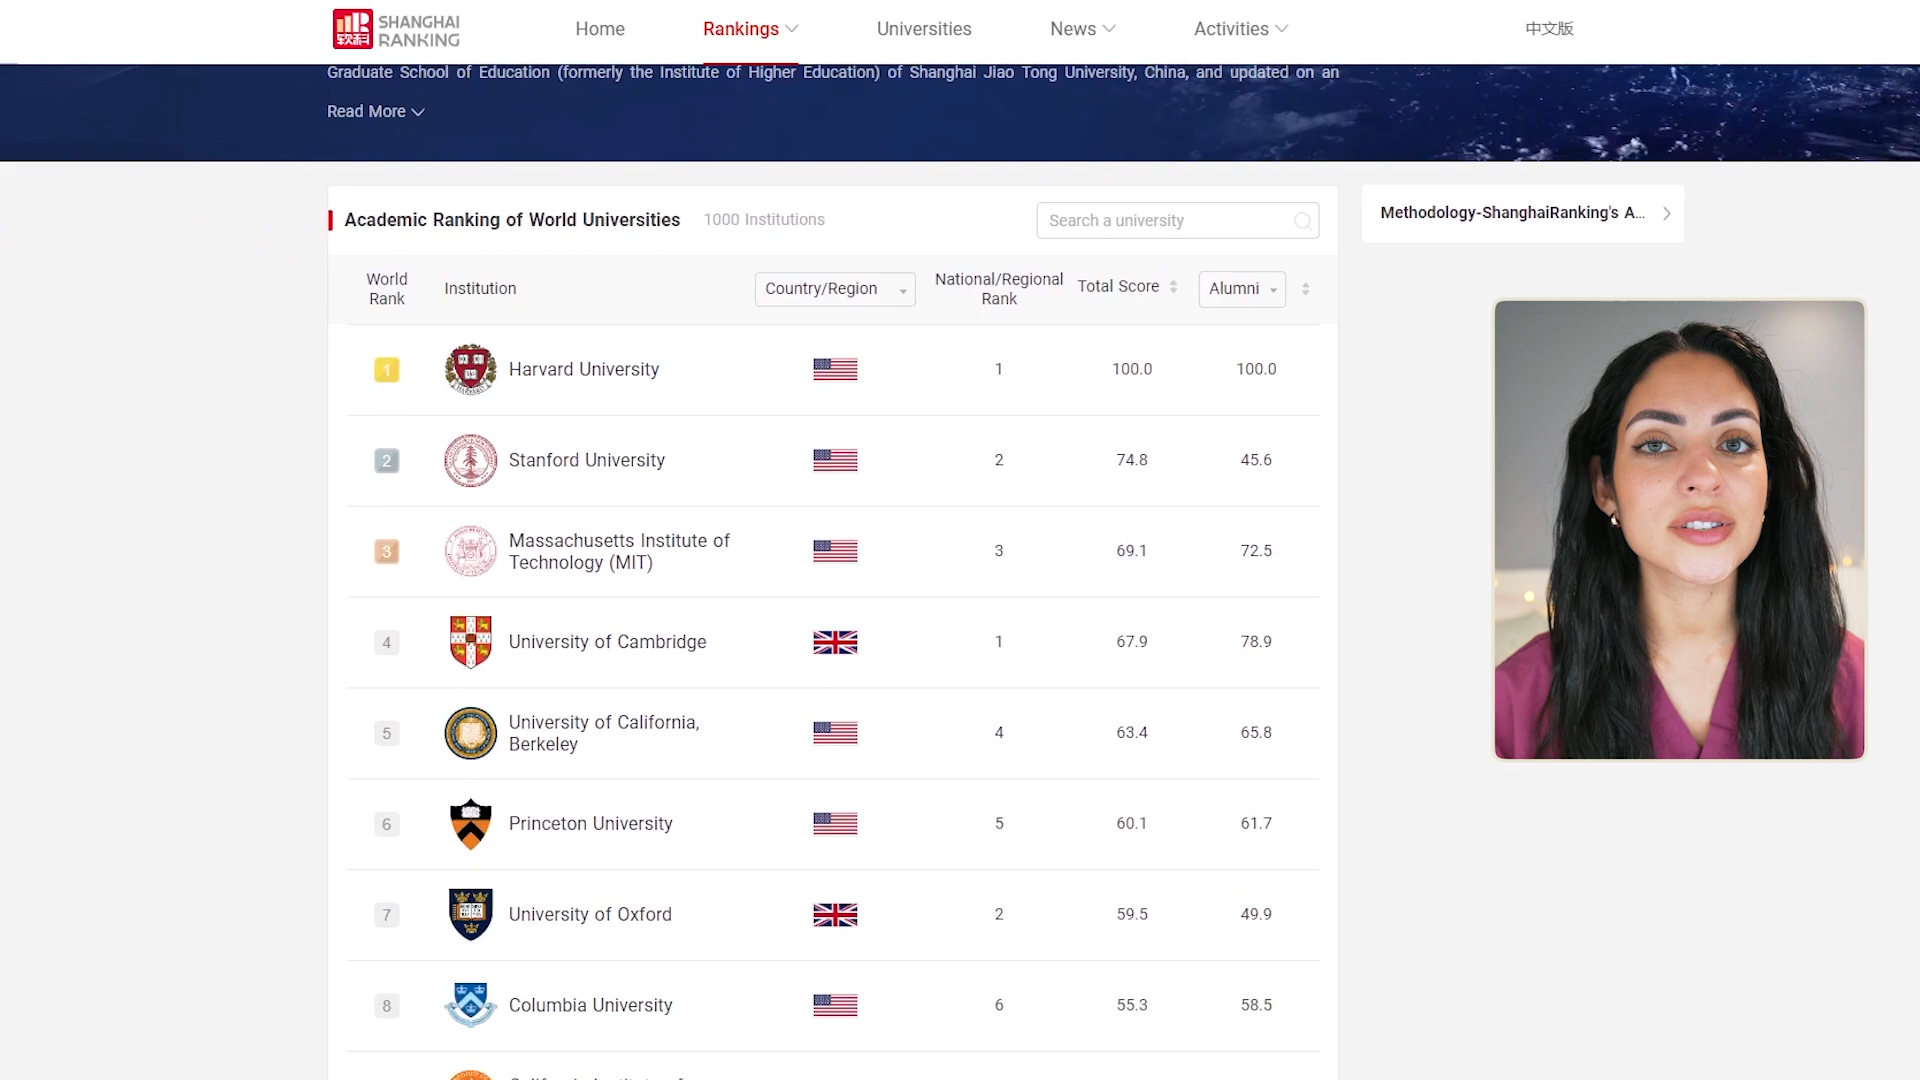 SHANGHAI
RANKING
软科
Home
Rankings
Universities
News
Activities
中文版
Graduate School of Education (formerly the Institute of Higher Education) of Shanghai Jiao Tong University, China, and updated on an
Read More
Academic Ranking of World Universities
1000 Institutions
Search a university
Methodology-ShanghaiRanking's A...
World
Rank
Institution
Country/Region
National/Regional
Rank
Total Score
Alumni
1 Harvard University 1 100.0 100.0
2 Stanford University 2 74.8 45.6
3 Massachusetts Institute of
Technology (MIT) 3 69.1 72.5
4 University of Cambridge 1 67.9 78.9
5 University of California,
Berkeley 4 63.4 65.8
6 Princeton University 5 60.1 61.7
7 University of Oxford 2 59.5 49.9
8 Columbia University 6 55.3 58.5